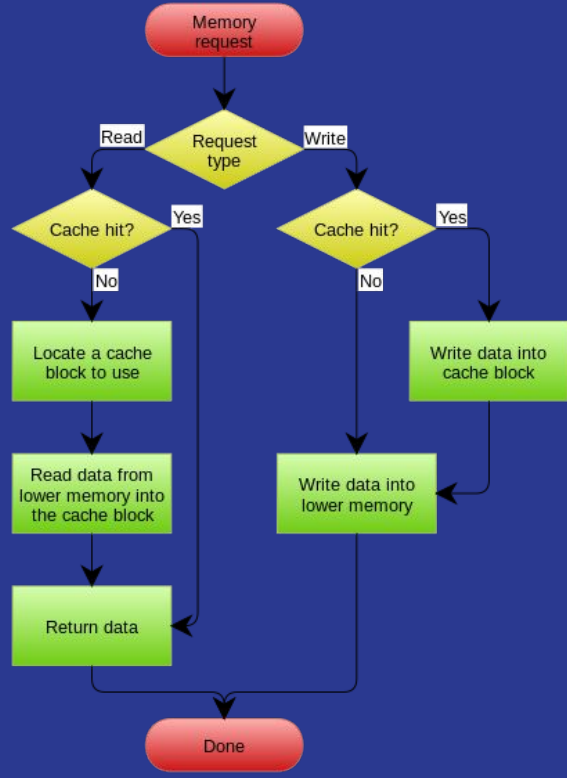 Memory
request
Read
Request
type
Write
Cache hit?
Yes
Cache hit?
Yes
No
No
Locate a cache
block to use
Write data into
cache block
Read data from
lower memory into
the cache block
Write data into
lower memory
Return data
Done